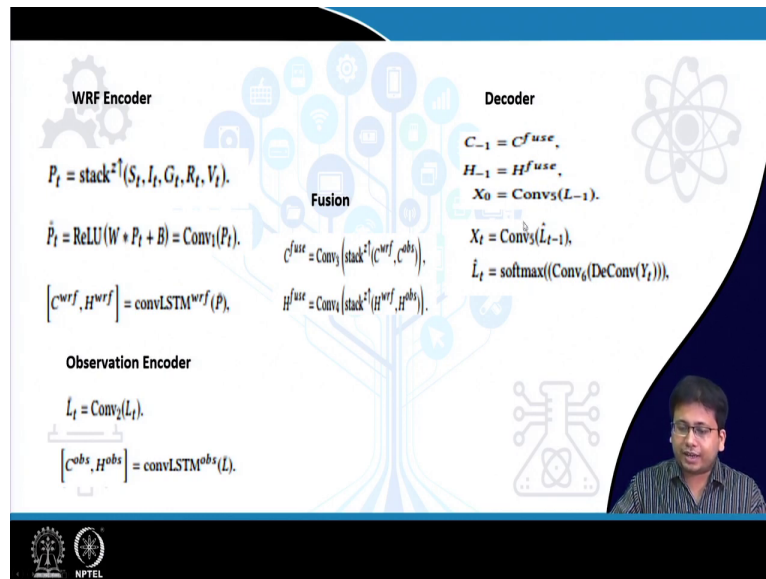 WRF Encoder
P_t = stack^{z↑}(S_t, I_t, G_t, R_t, V_t).
P̂_t = ReLU(W * P_t + B) = Conv_1(P_t).
[C^{wrf}, H^{wrf}] = convLSTM^{wrf}(P̂),
Observation Encoder
L̂_t = Conv_2(L_t).
[C^{obs}, H^{obs}] = convLSTM^{obs}(L̂).
Fusion
C^{fuse} = Conv_3(stack^{z↑}(C^{wrf}, C^{obs})),
H^{fuse} = Conv_4(stack^{z↑}(H^{wrf}, H^{obs})).
Decoder
C_{-1} = C^{fuse},
H_{-1} = H^{fuse},
X_0 = Conv_5(L_{-1}).
X_t = Conv_5(L̂_{t-1}),
L̂_t = softmax((Conv_6(DeConv(Y_t))),
NPTEL